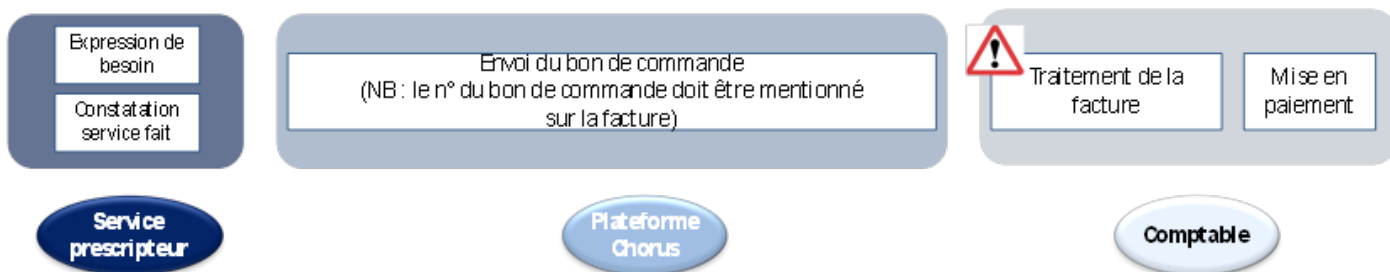 Expression de
besoin
Constatation
service fait
Envoi du bon de commande
(NB : le n° du bon de commande doit être mentionné
sur la facture)
Traitement de la
facture
Mise en
paiement
Service
prescripteur
Plateforme
Chorus
Comptable